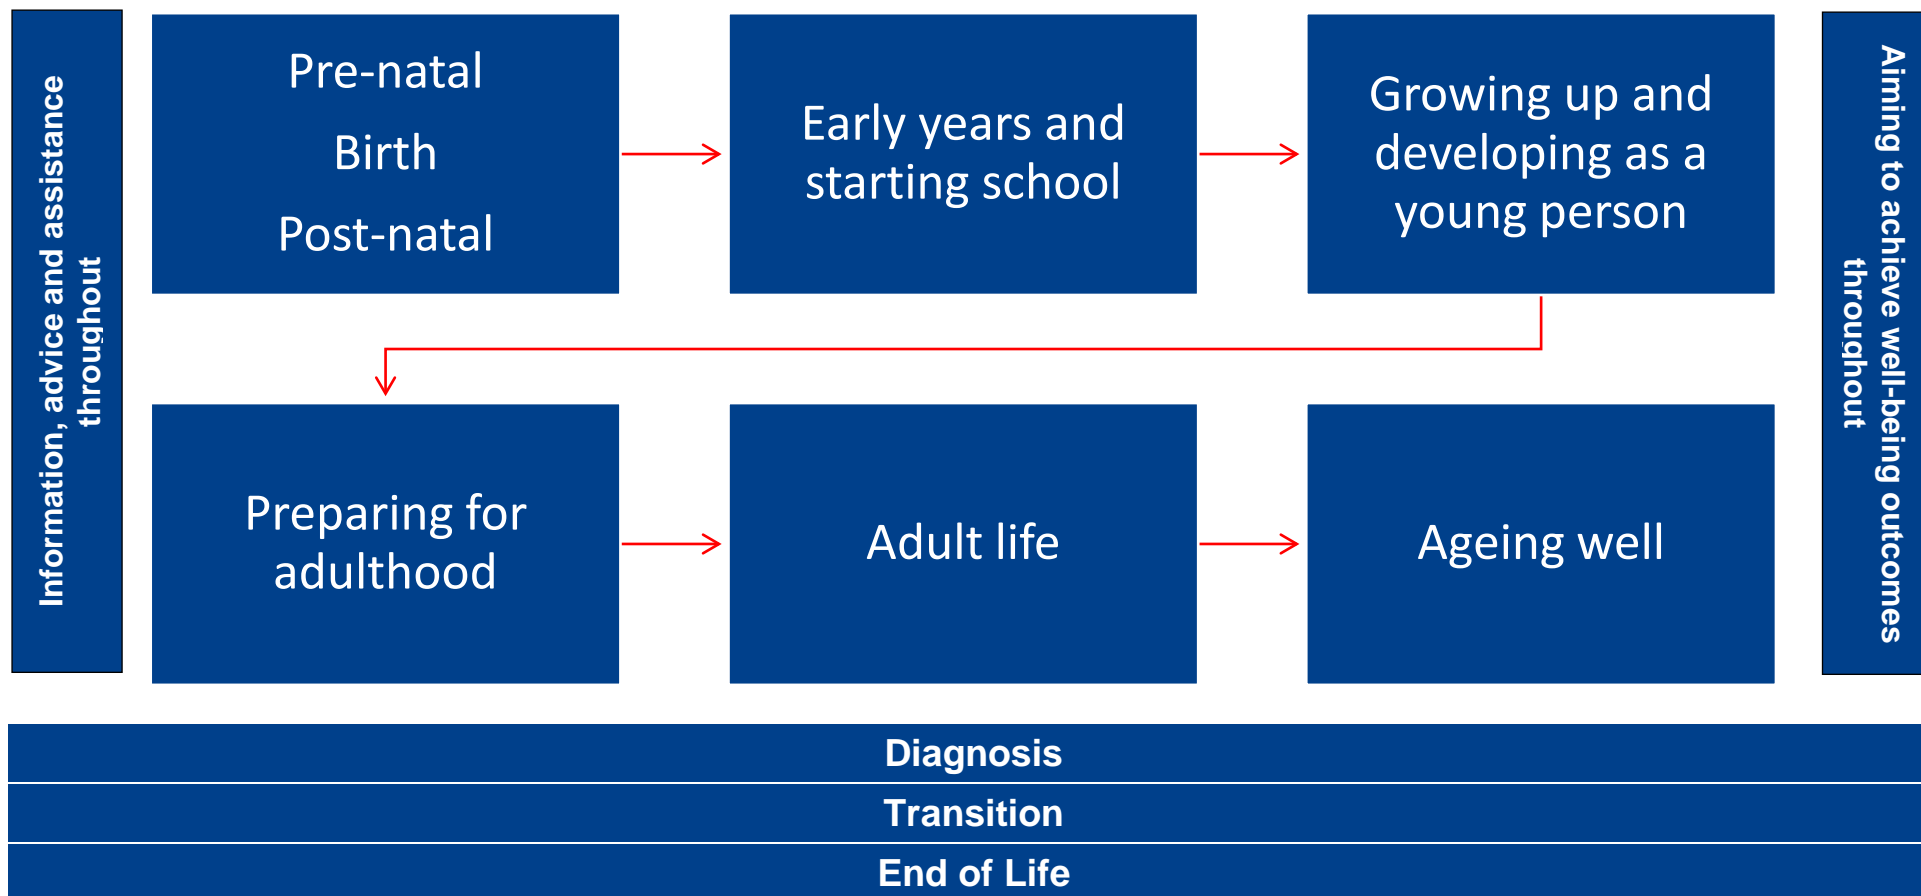 Information, advice and assistance
throughout
Pre-natal
Birth
Post-natal
Early years and
starting school
Growing up and
developing as a
young person
Aiming to achieve well-being outcomes
throughout
Preparing for
adulthood
Adult life
Ageing well
Diagnosis
Transition
End of Life